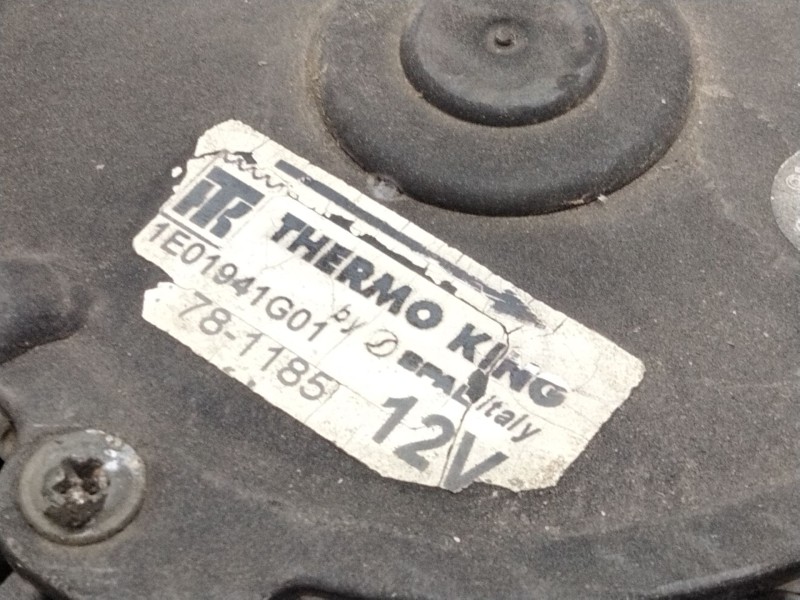 TK THERMO KING
1E01941G01 by SPAL Italy
78-1185 12V